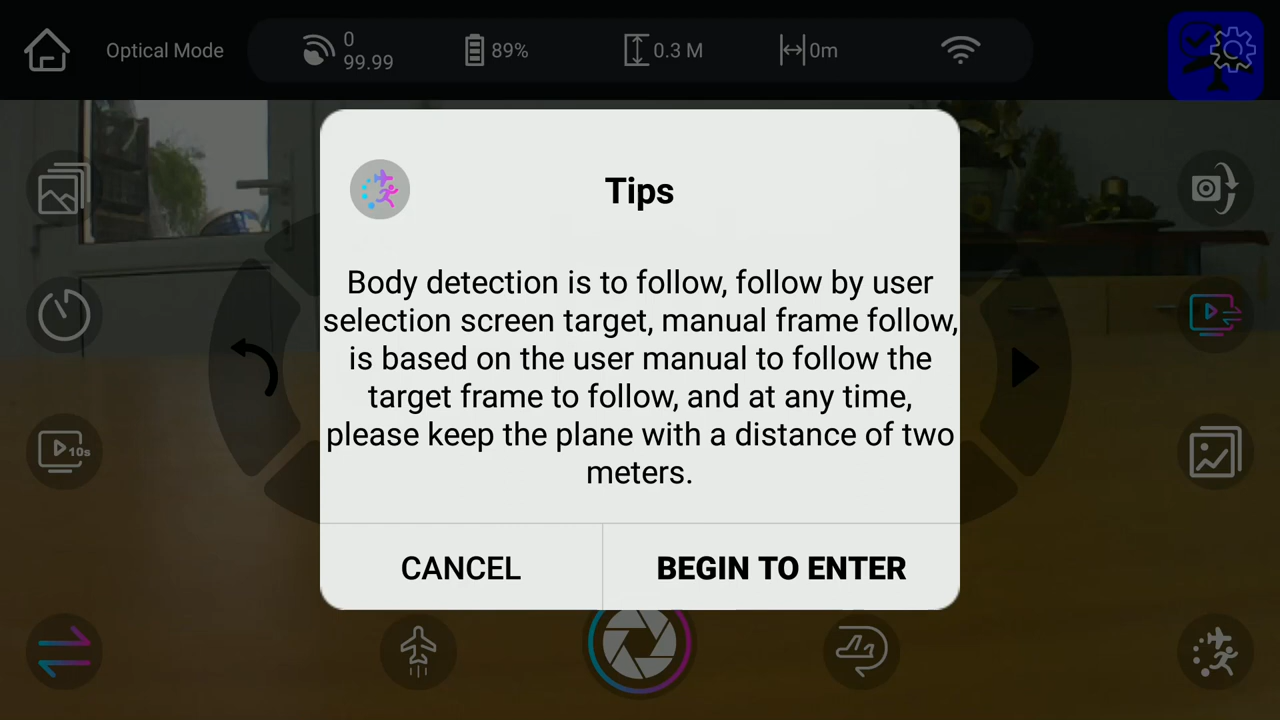 Optical Mode
0
99.99
89%
0.3 M
0m
Tips
Body detection is to follow, follow by user
selection screen target, manual frame follow,
is based on the user manual to follow the
target frame to follow, and at any time,
please keep the plane with a distance of two
meters.
10s
CANCEL
BEGIN TO ENTER